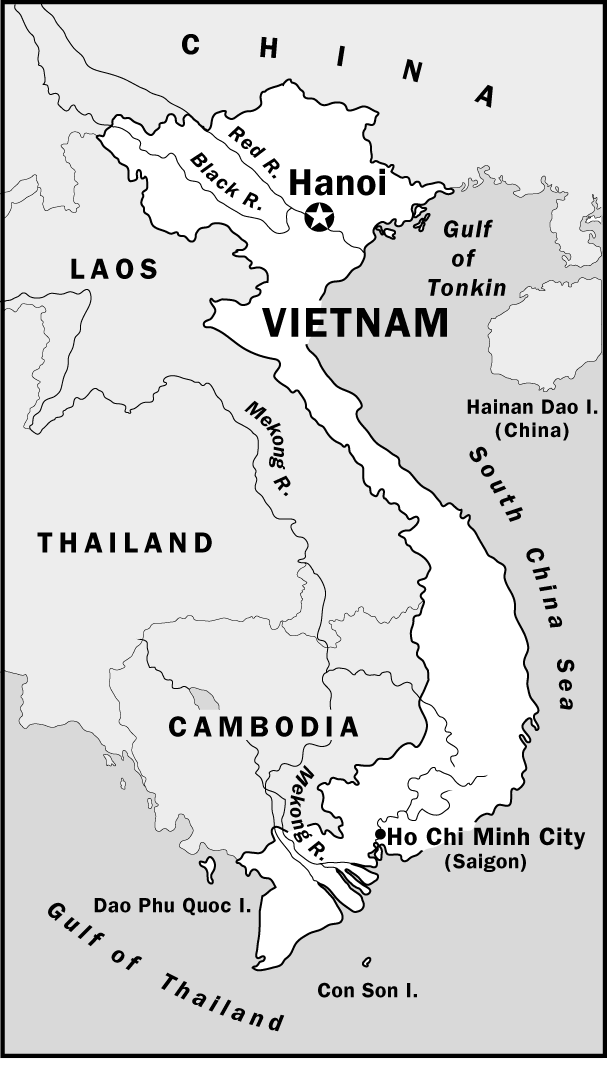 CHINA
Red R.
Black R.
Hanoi
Gulf
of
Tonkin
LAOS
VIETNAM
Hainan Dao I.
(China)
Mekong R.
South China Sea
THAILAND
CAMBODIA
Mekong R.
Ho Chi Minh City
(Saigon)
Dao Phu Quoc I.
Gulf of Thailand
Con Son I.